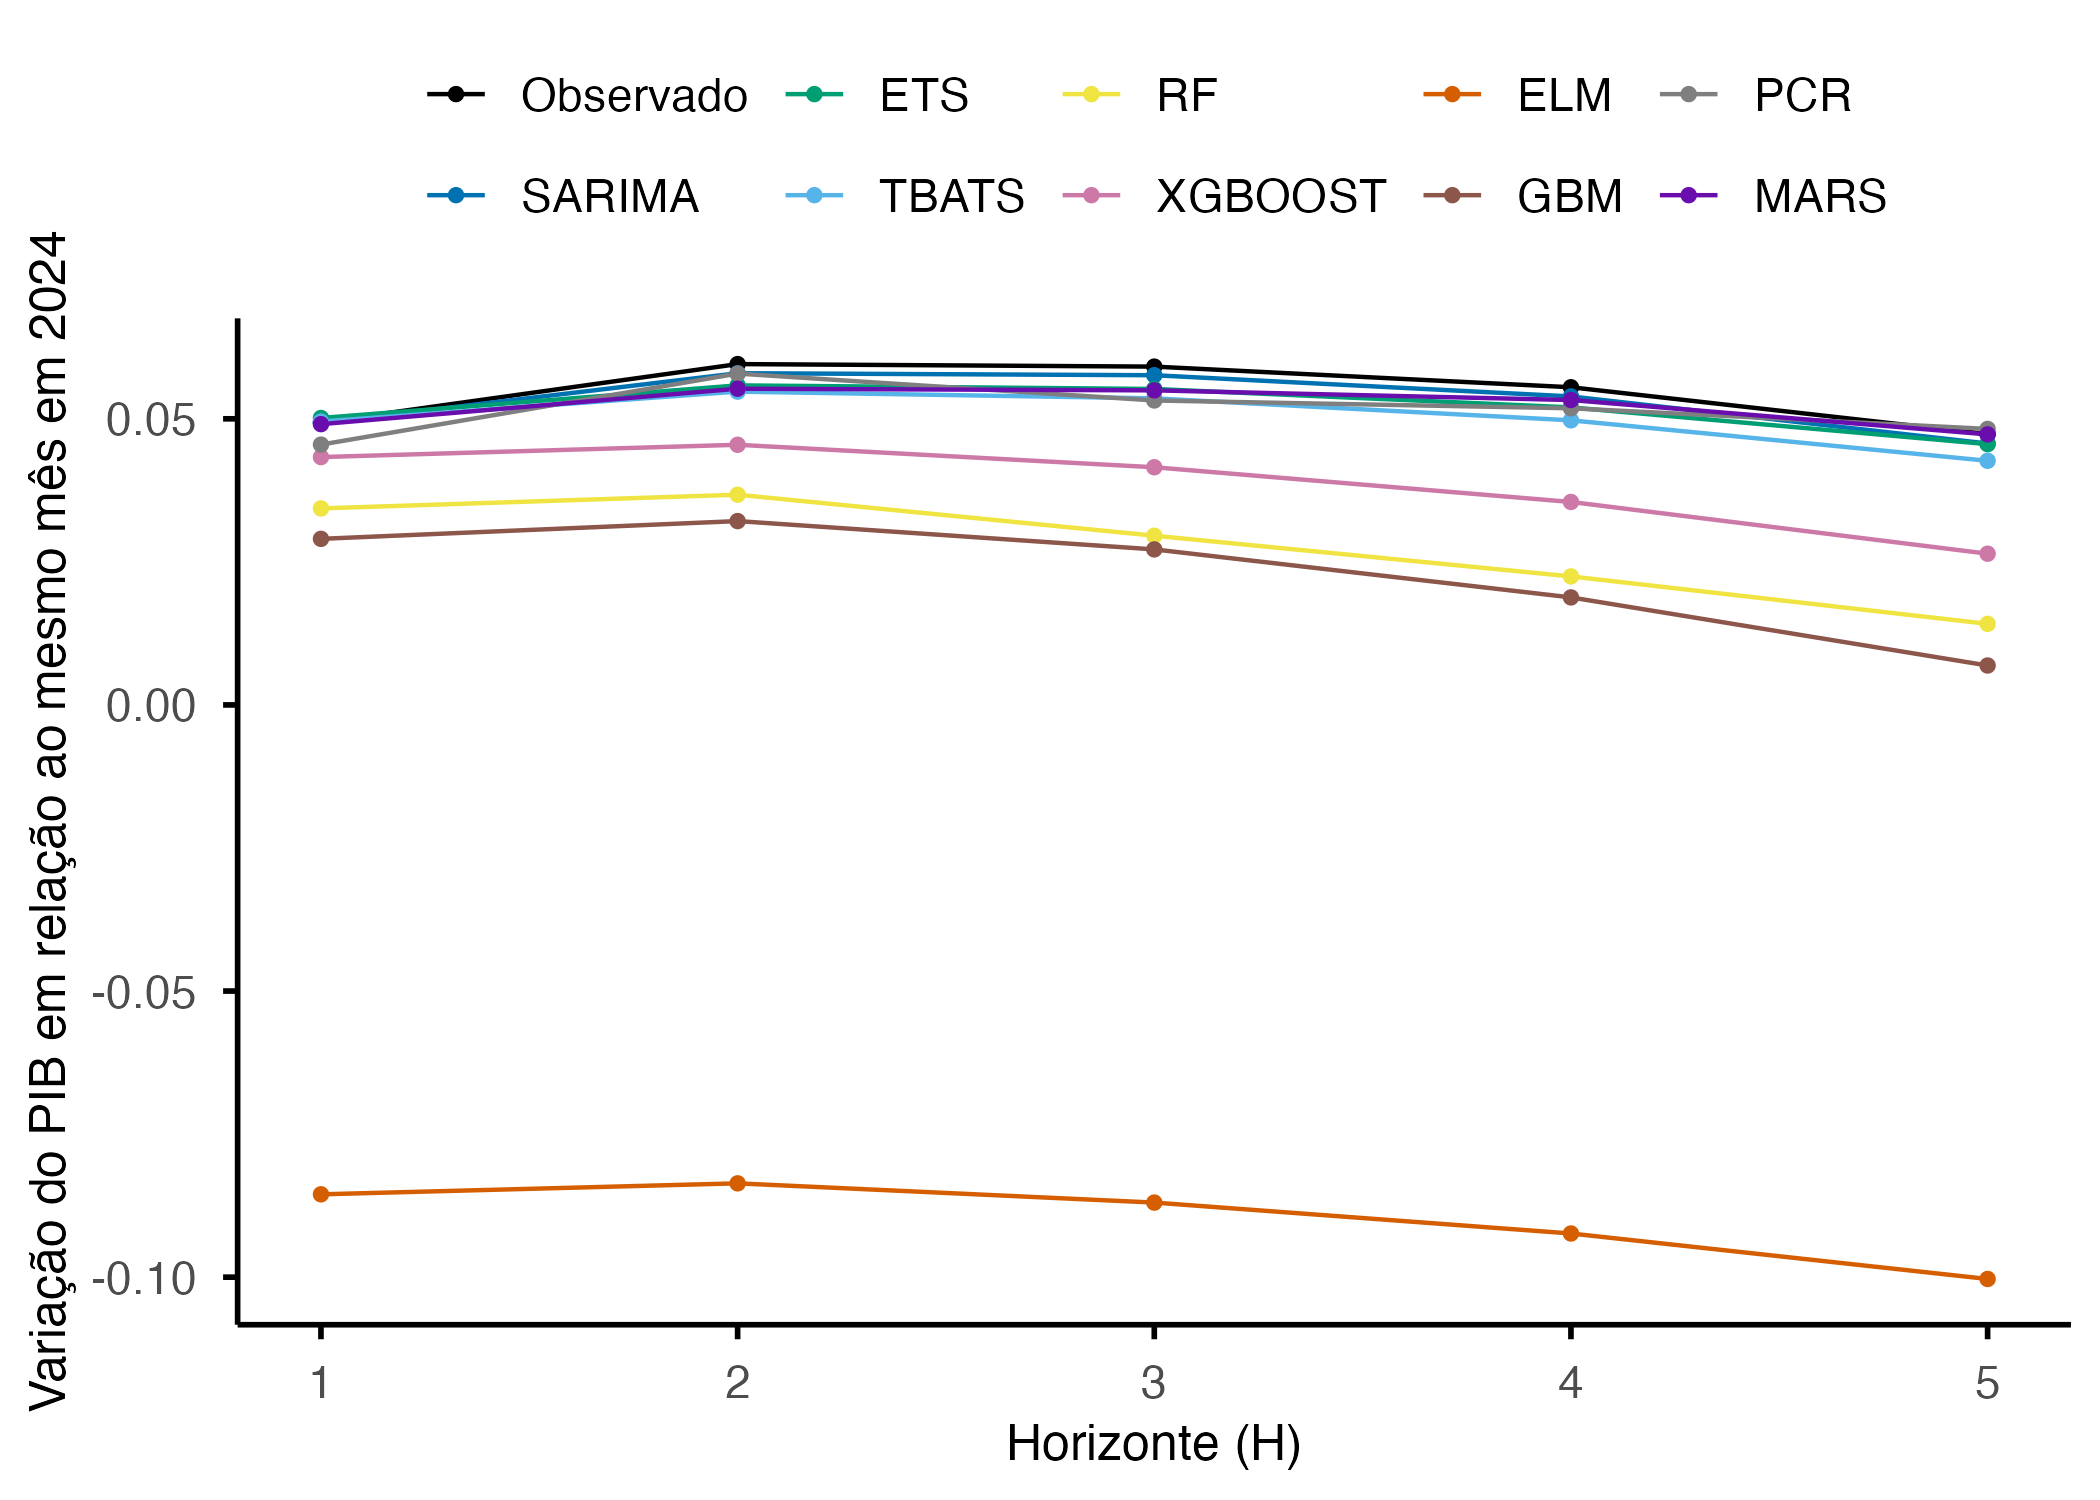 Observado ETS RF ELM PCR
SARIMA TBATS XGBOOST GBM MARS
Variação do PIB em relação ao mesmo mês em 2024
0.05
0.00
-0.05
-0.10
1 2 3 4 5
Horizonte (H)